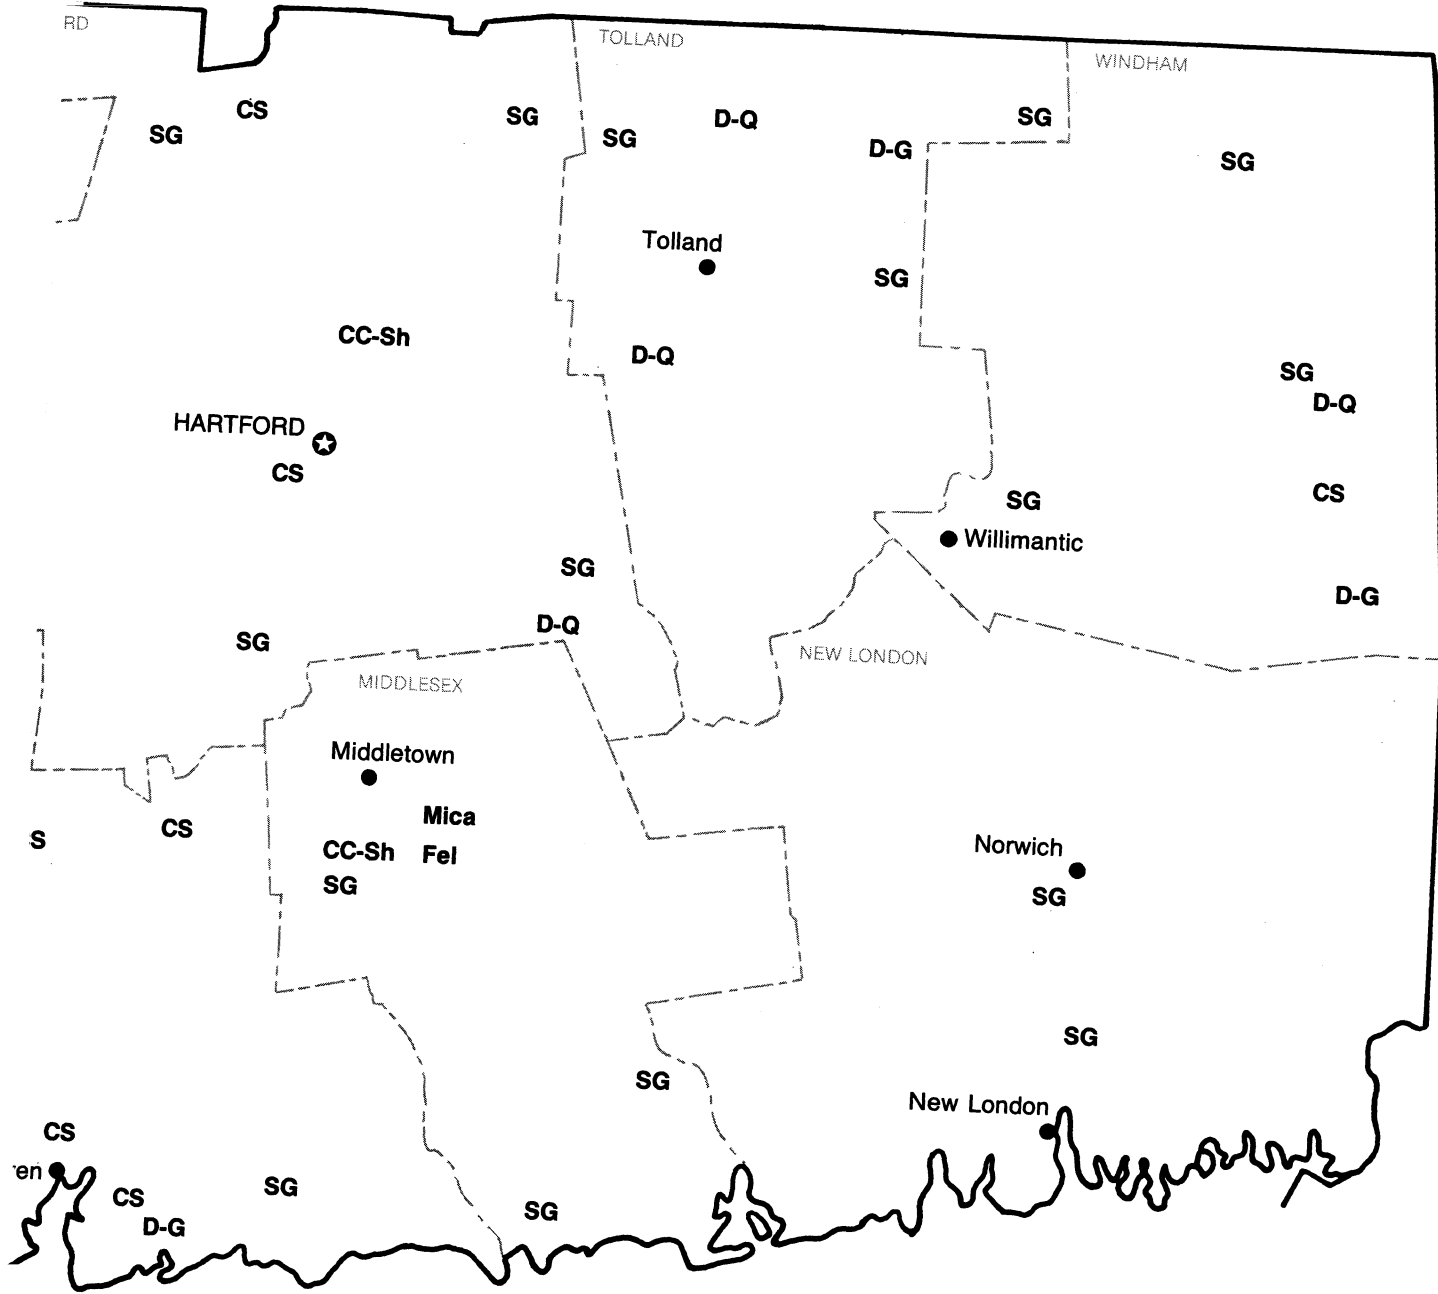 RD
TOLLAND
WINDHAM
CS
SG
SG
SG
D-Q
SG
D-G
SG
Tolland
SG
CC-Sh
D-Q
SG
D-Q
HARTFORD
CS
CS
SG
Willimantic
SG
D-G
D-Q
SG
NEW LONDON
MIDDLESEX
Middletown
Mica
CS
S
CC-Sh Fel
SG
Norwich
SG
SG
SG
New London
CS
en
SG
CS
SG
D-G